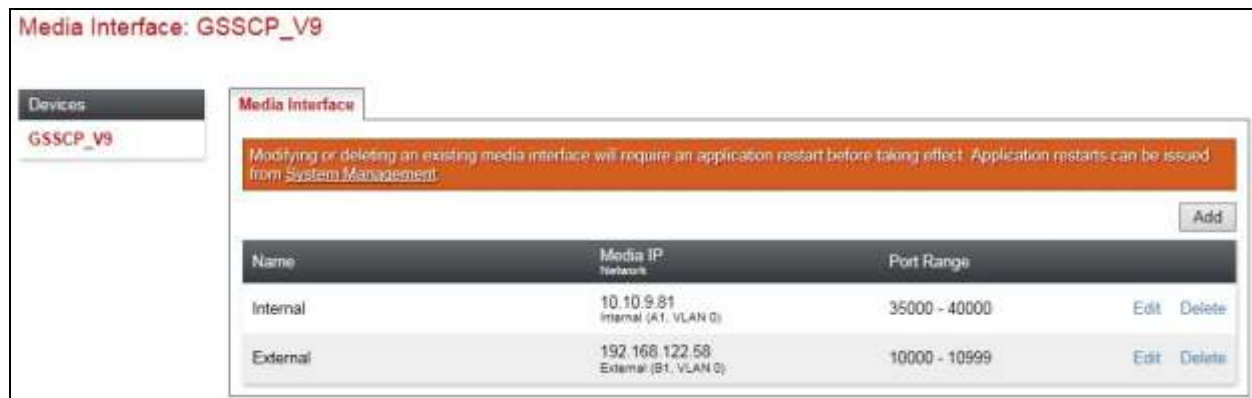 Media Interface: GSSCP_V9
Devices
GSSCP_V9
Media Interface
Modifying or deleting an existing media interface will require an application restart before taking effect. Application restarts can be issued
from System Management.
Add
Name Media IP Port Range
Network
Internal 10.10.9.81 35000 - 40000 Edit Delete
Internal (A1, VLAN 0)
External 192.168.122.58 10000 - 10999 Edit Delete
External (B1, VLAN 0)